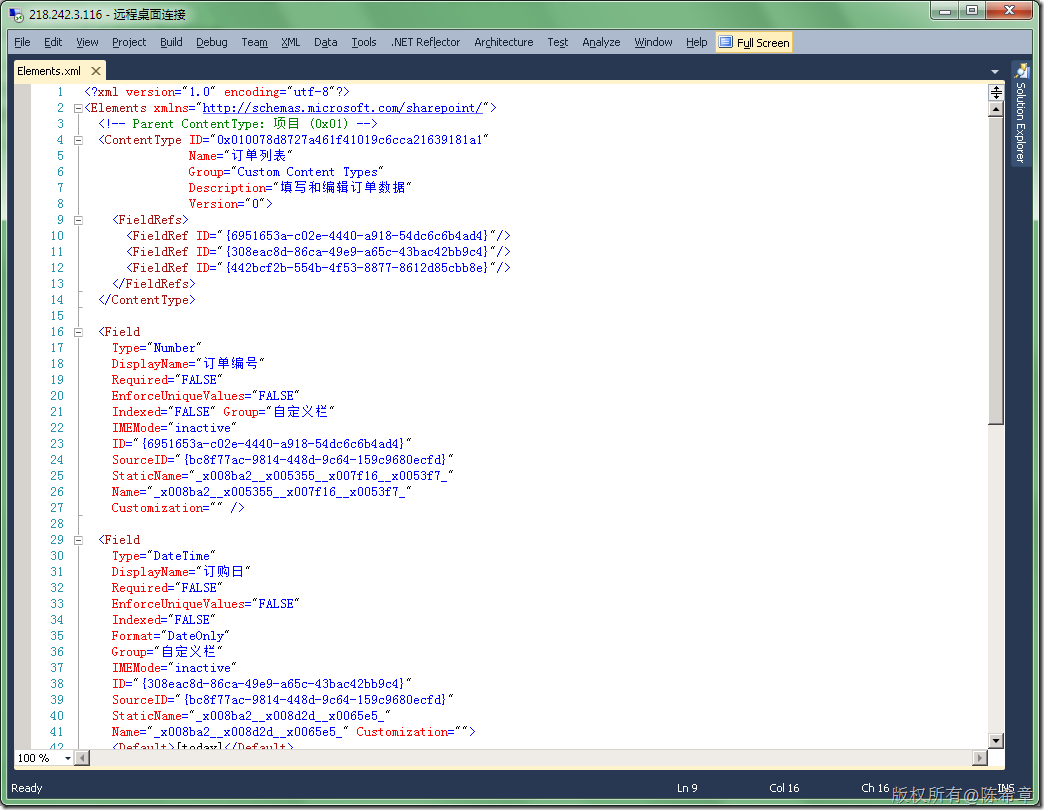 218.242.3.116 - 远程桌面连接
File Edit View Project Build Debug Team XML Data Tools .NET Reflector Architecture Test Analyze Window Help Full Screen
Elements.xml
Solution Explorer
1 <?xml version="1.0" encoding="utf-8"?>
2 <Elements xmlns="http://schemas.microsoft.com/sharepoint/">
3 <!-- Parent ContentType: 项目 (0x01) -->
4 <ContentType ID="0x010078d8727a461f41019c6cca21639181a1"
5 Name="订单列表"
6 Group="Custom Content Types"
7 Description="填写和编辑订单数据"
8 Version="0">
9 <FieldRefs>
10 <FieldRef ID="{6951653a-c02e-4440-a918-54dc6c6b4ad4}"/>
11 <FieldRef ID="{308eac8d-86ca-49e9-a65c-43bac42bb9c4}"/>
12 <FieldRef ID="{442bcf2b-554b-4f53-8877-8612d85cbb8e}"/>
13 </FieldRefs>
14 </ContentType>
15
16 <Field
17 Type="Number"
18 DisplayName="订单编号"
19 Required="FALSE"
20 EnforceUniqueValues="FALSE"
21 Indexed="FALSE" Group="自定义栏"
22 IMEMode="inactive"
23 ID="{6951653a-c02e-4440-a918-54dc6c6b4ad4}"
24 SourceID="{bc8f77ac-9814-448d-9c64-159c9680ecfd}"
25 StaticName="_x008ba2__x005355__x007f16__x0053f7_"
26 Name="_x008ba2__x005355__x007f16__x0053f7_"
27 Customization="" />
28
29 <Field
30 Type="DateTime"
31 DisplayName="订购日"
32 Required="FALSE"
33 EnforceUniqueValues="FALSE"
34 Indexed="FALSE"
35 Format="DateOnly"
36 Group="自定义栏"
37 IMEMode="inactive"
38 ID="{308eac8d-86ca-49e9-a65c-43bac42bb9c4}"
39 SourceID="{bc8f77ac-9814-448d-9c64-159c9680ecfd}"
40 StaticName="_x008ba2__x008d2d__x0065e5_"
41 Name="_x008ba2__x008d2d__x0065e5_" Customization="">
42 <Default>[today]</Default>
100 %
Ready Ln 9 Col 16 Ch 16 INS
版权所有@陈希章